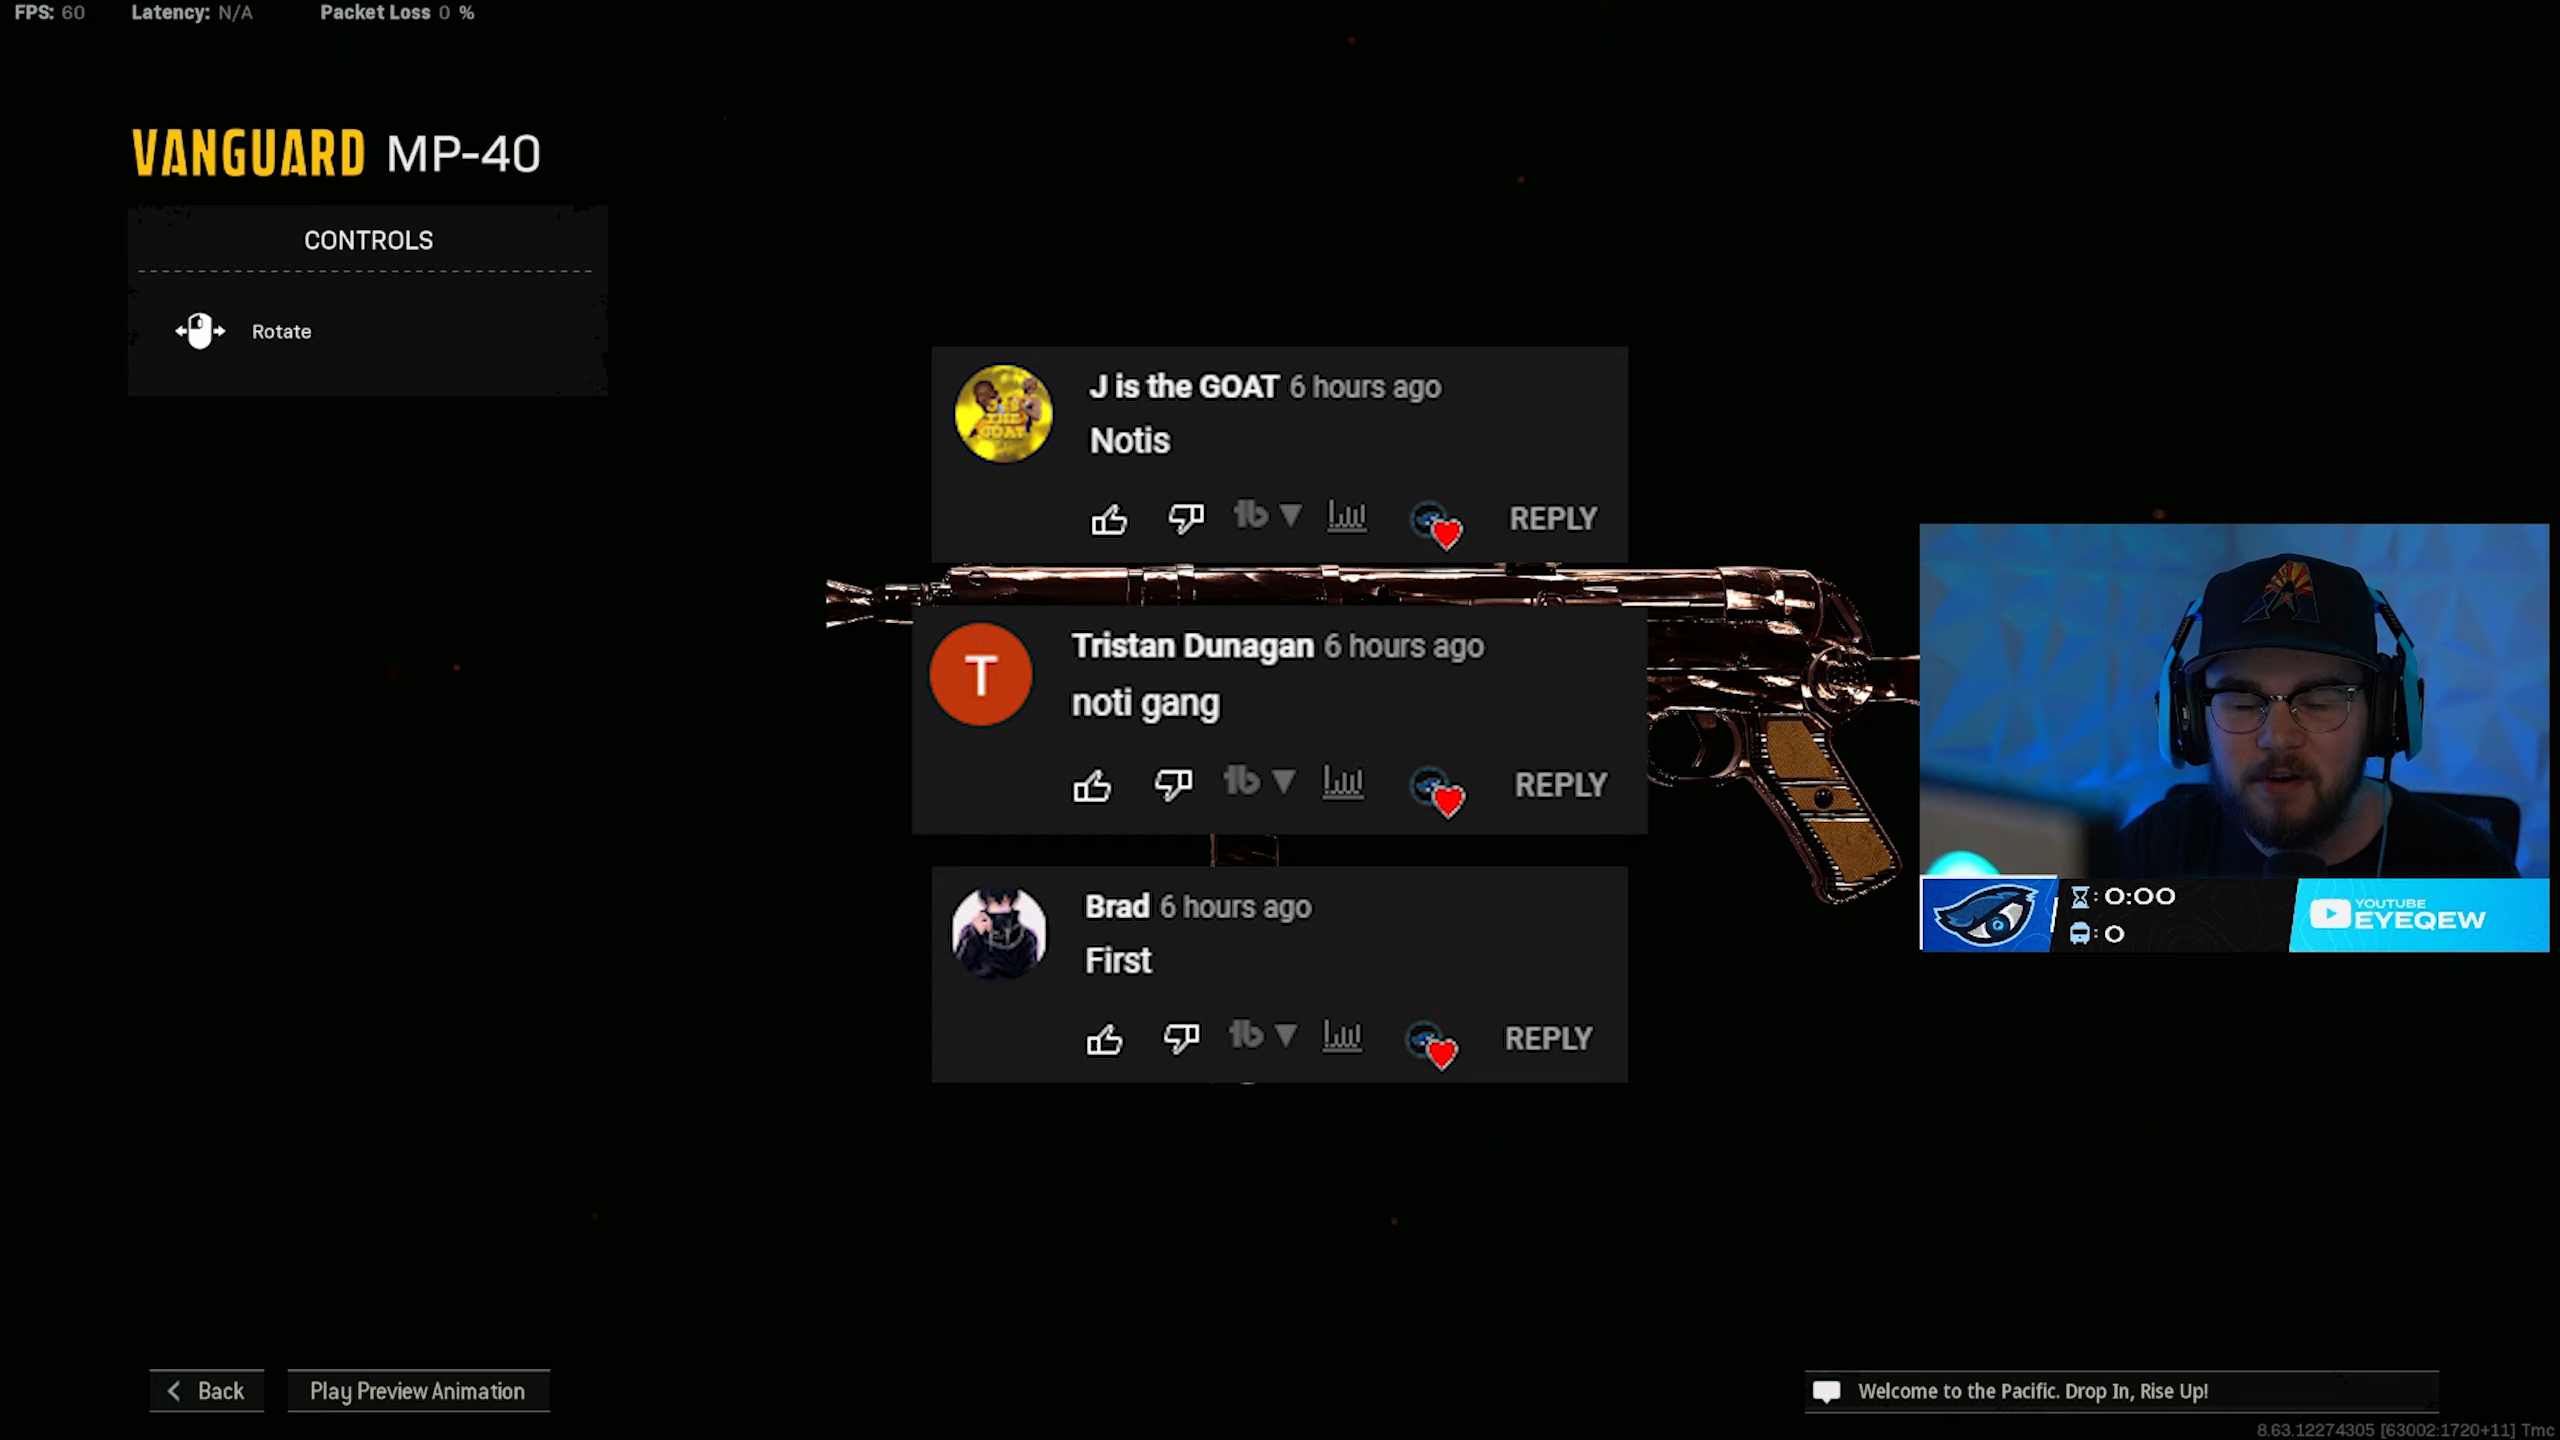 FPS: 60 Latency: N/A Packet Loss 0 %
VANGUARD MP-40
CONTROLS
Rotate
J is the GOAT 6 hours ago
J IS
THE
GOAT
Notis
REPLY
T
Tristan Dunagan 6 hours ago
noti gang
REPLY
Brad 6 hours ago
First
REPLY
: 0:00
: 0
YOUTUBE
EYEQEW
Back
Play Preview Animation
Welcome to the Pacific. Drop In, Rise Up!
8.63.12274305 [63002:1720+11] Tmc